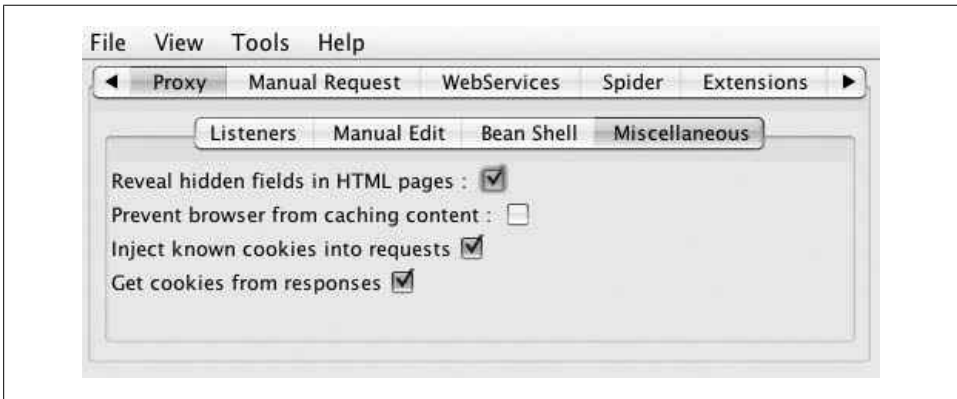 File View Tools Help
Proxy Manual Request WebServices Spider Extensions
Listeners Manual Edit Bean Shell Miscellaneous
Reveal hidden fields in HTML pages :
Prevent browser from caching content :
Inject known cookies into requests
Get cookies from responses